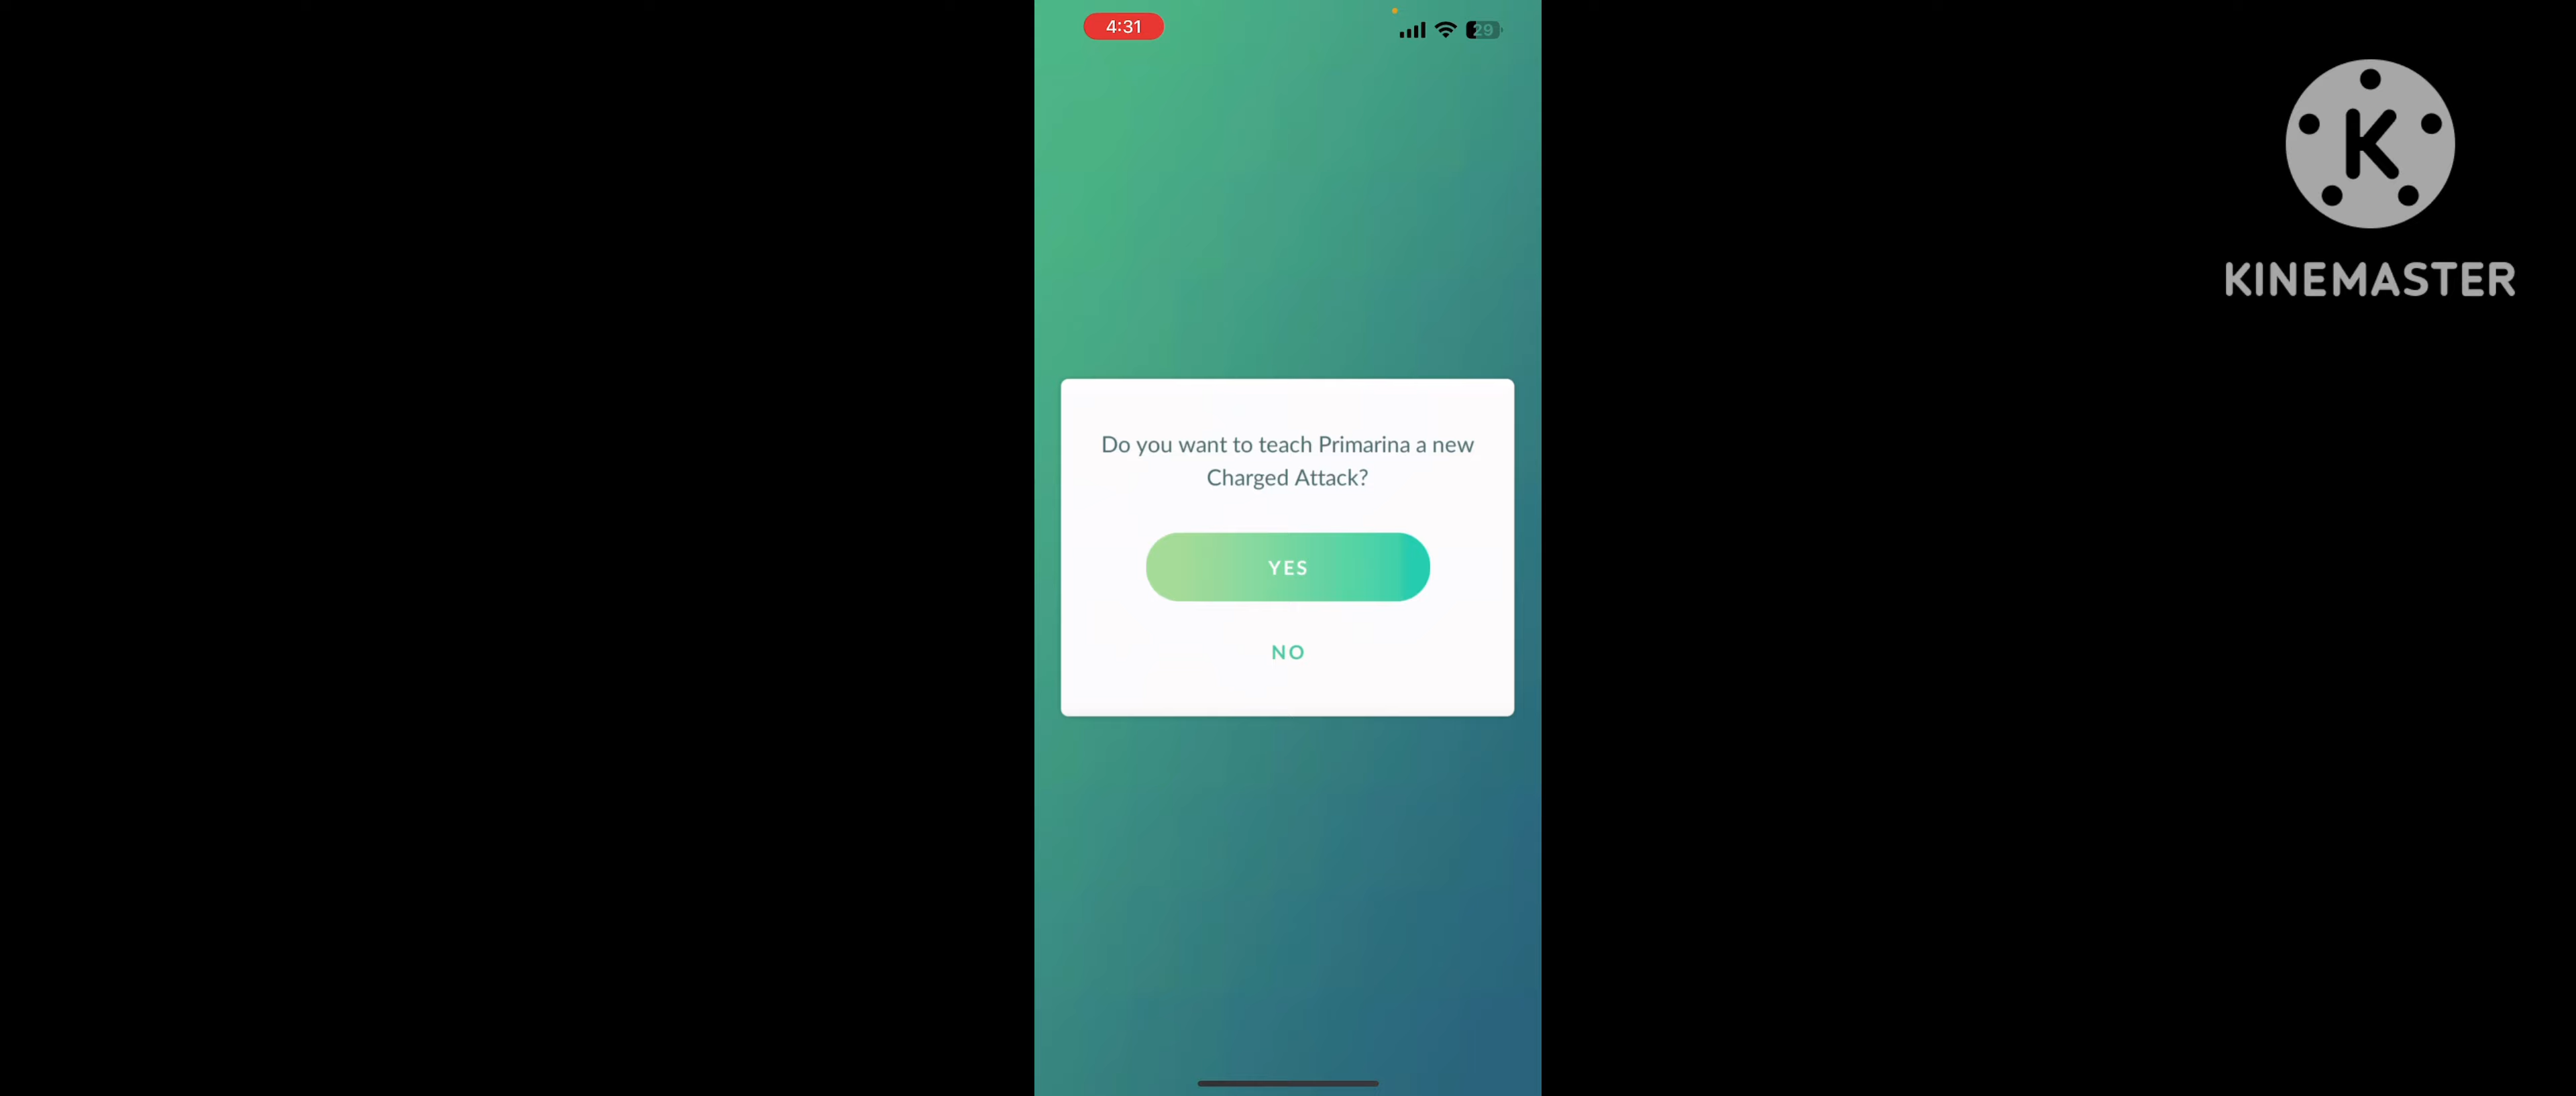 4:31
29
K
KINEMASTER
Do you want to teach Primarina a new
Charged Attack?
YES
NO